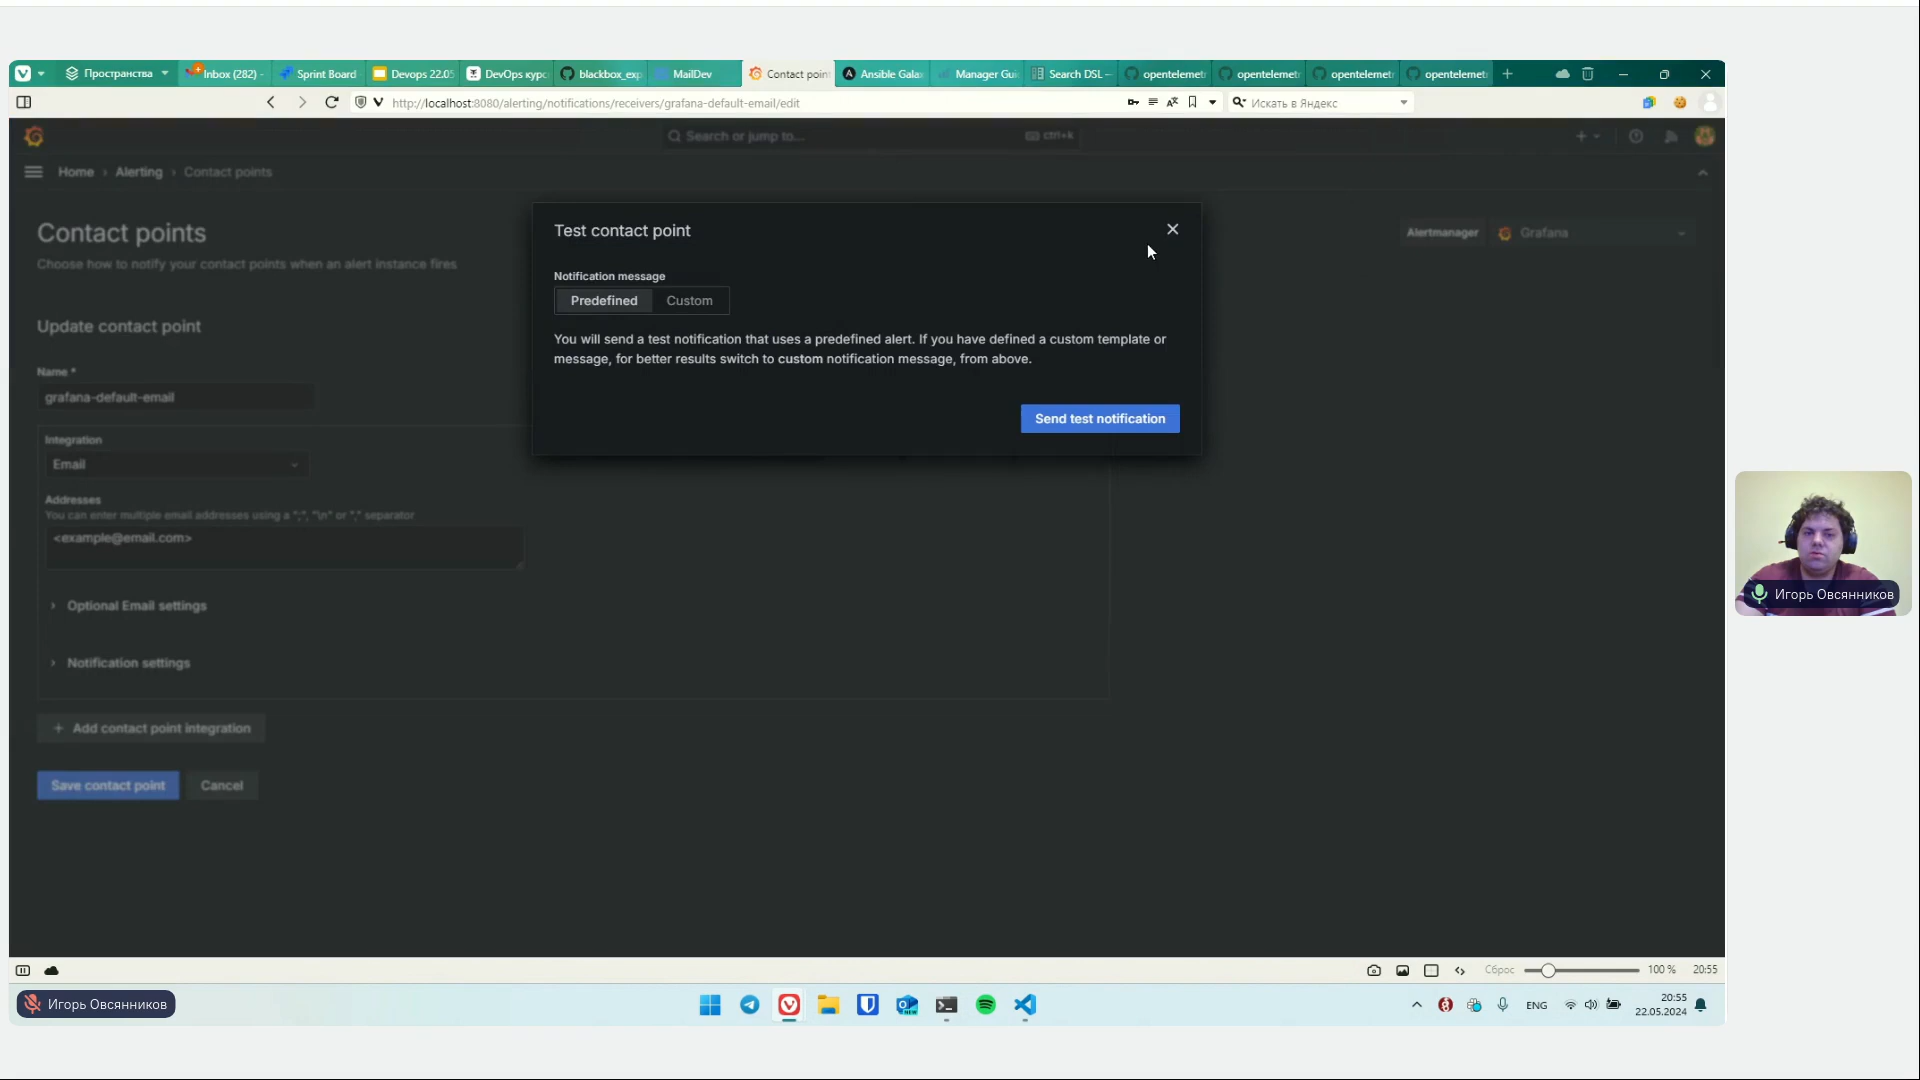 Пространства
Inbox (282) -
Sprint Board
Devops 22.05
DevOps курс
blackbox_exp
MailDev
Contact poin
Ansible Gala
Manager Gui
Search DSL –
opentelemet
opentelemet
opentelemet
opentelemet
http://localhost:8080/alerting/notifications/receivers/grafana-default-email/edit
Искать в Яндекс
Search or jump to...
ctrl+k
Home › Alerting › Contact points
Contact points
Choose how to notify your contact points when an alert instance fires
Alertmanager
Grafana
Test contact point
Notification message
Predefined
Custom
You will send a test notification that uses a predefined alert. If you have defined a custom template or
message, for better results switch to custom notification message, from above.
Send test notification
Update contact point
Name *
grafana-default-email
Integration
Email
Addresses
You can enter multiple email addresses using a ";", "\n" or "," separator
<example@email.com>
Optional Email settings
Notification settings
+ Add contact point integration
Save contact point
Cancel
Игорь Овсянников
Сброс
100 %
20:55
Игорь Овсянников
ENG
20:55
22.05.2024